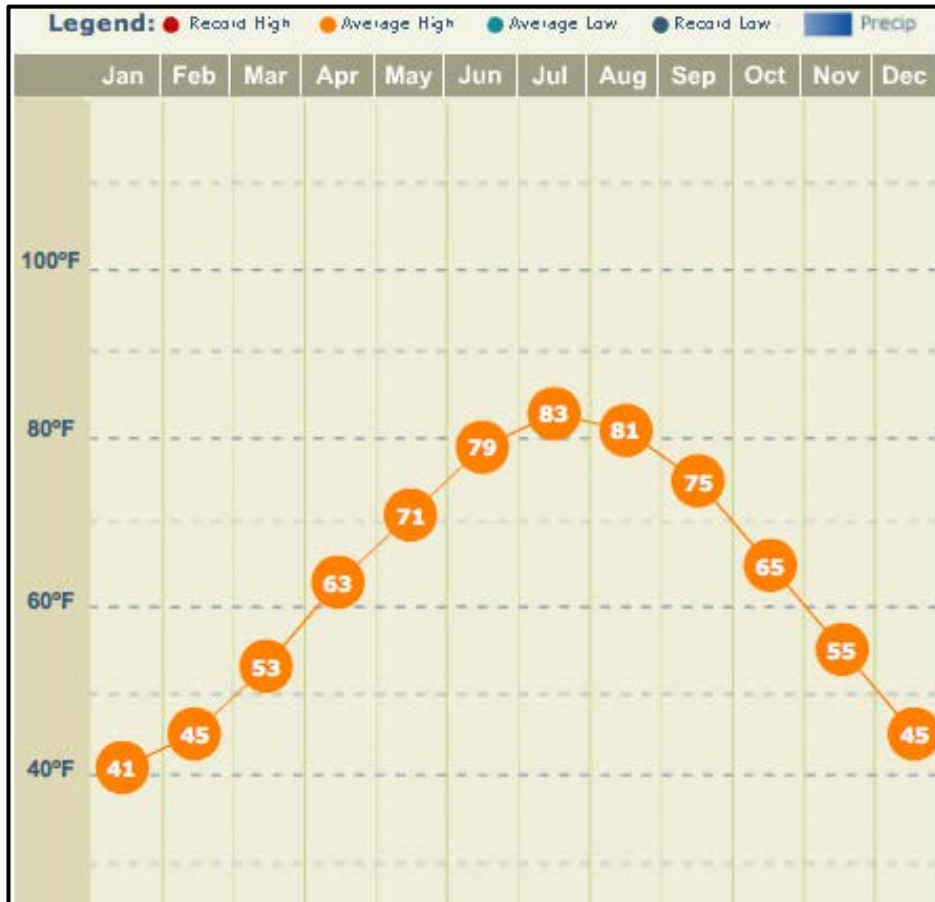 Legend: Record High Average High Average Low Record Low Precip
Jan Feb Mar Apr May Jun Jul Aug Sep Oct Nov Dec
100ºF
83
80ºF 79 81
75
71
63 65
60ºF
53 55
45 45
41
40ºF